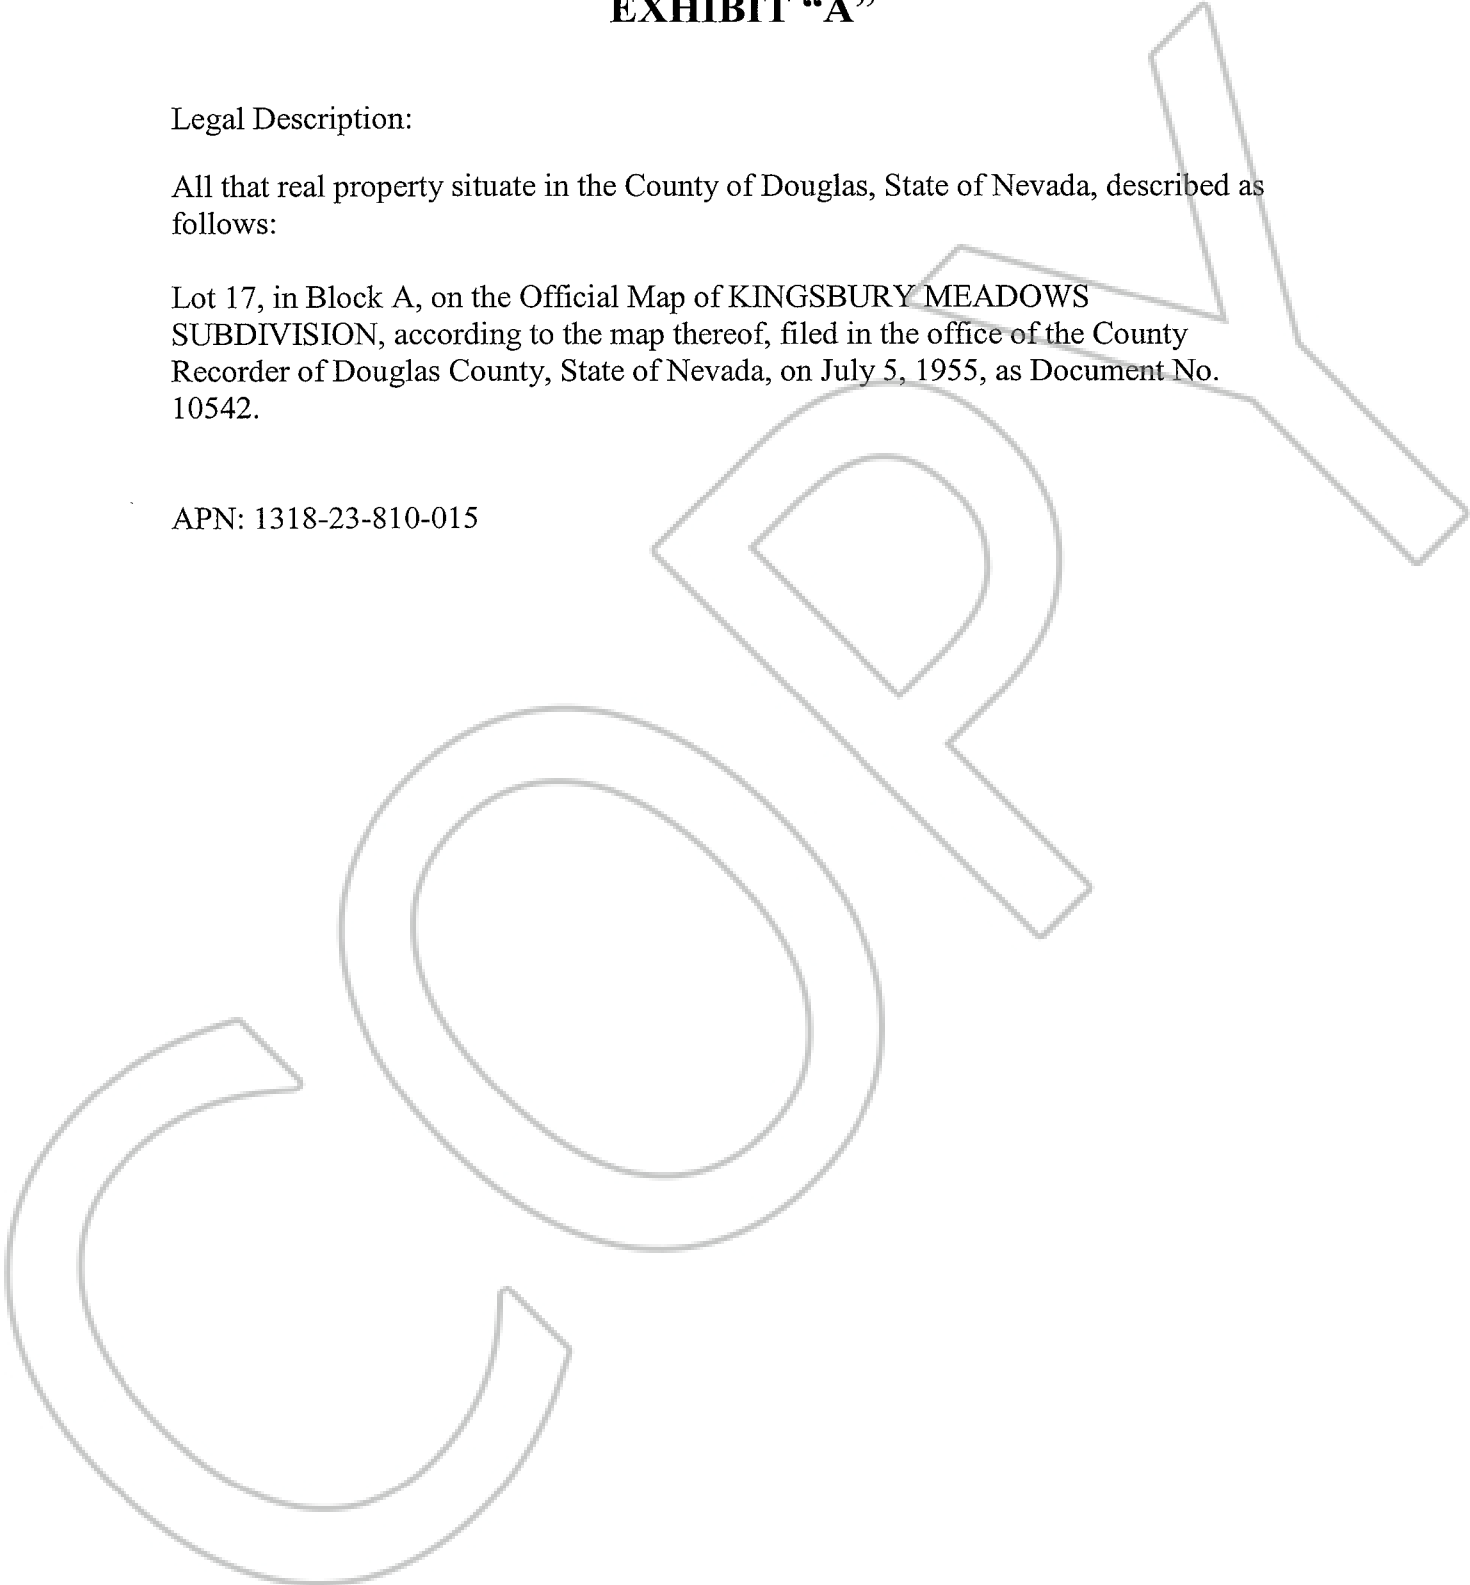 EXHIBIT “A”
Legal Description:
All that real property situate in the County of Douglas, State of Nevada, described as
follows:
Lot 17, in Block A, on the Official Map of KINGSBURY MEADOWS
SUBDIVISION, according to the map thereof, filed in the office of the County
Recorder of Douglas County, State of Nevada, on July 5, 1955, as Document No.
10542.
APN: 1318-23-810-015
COPY